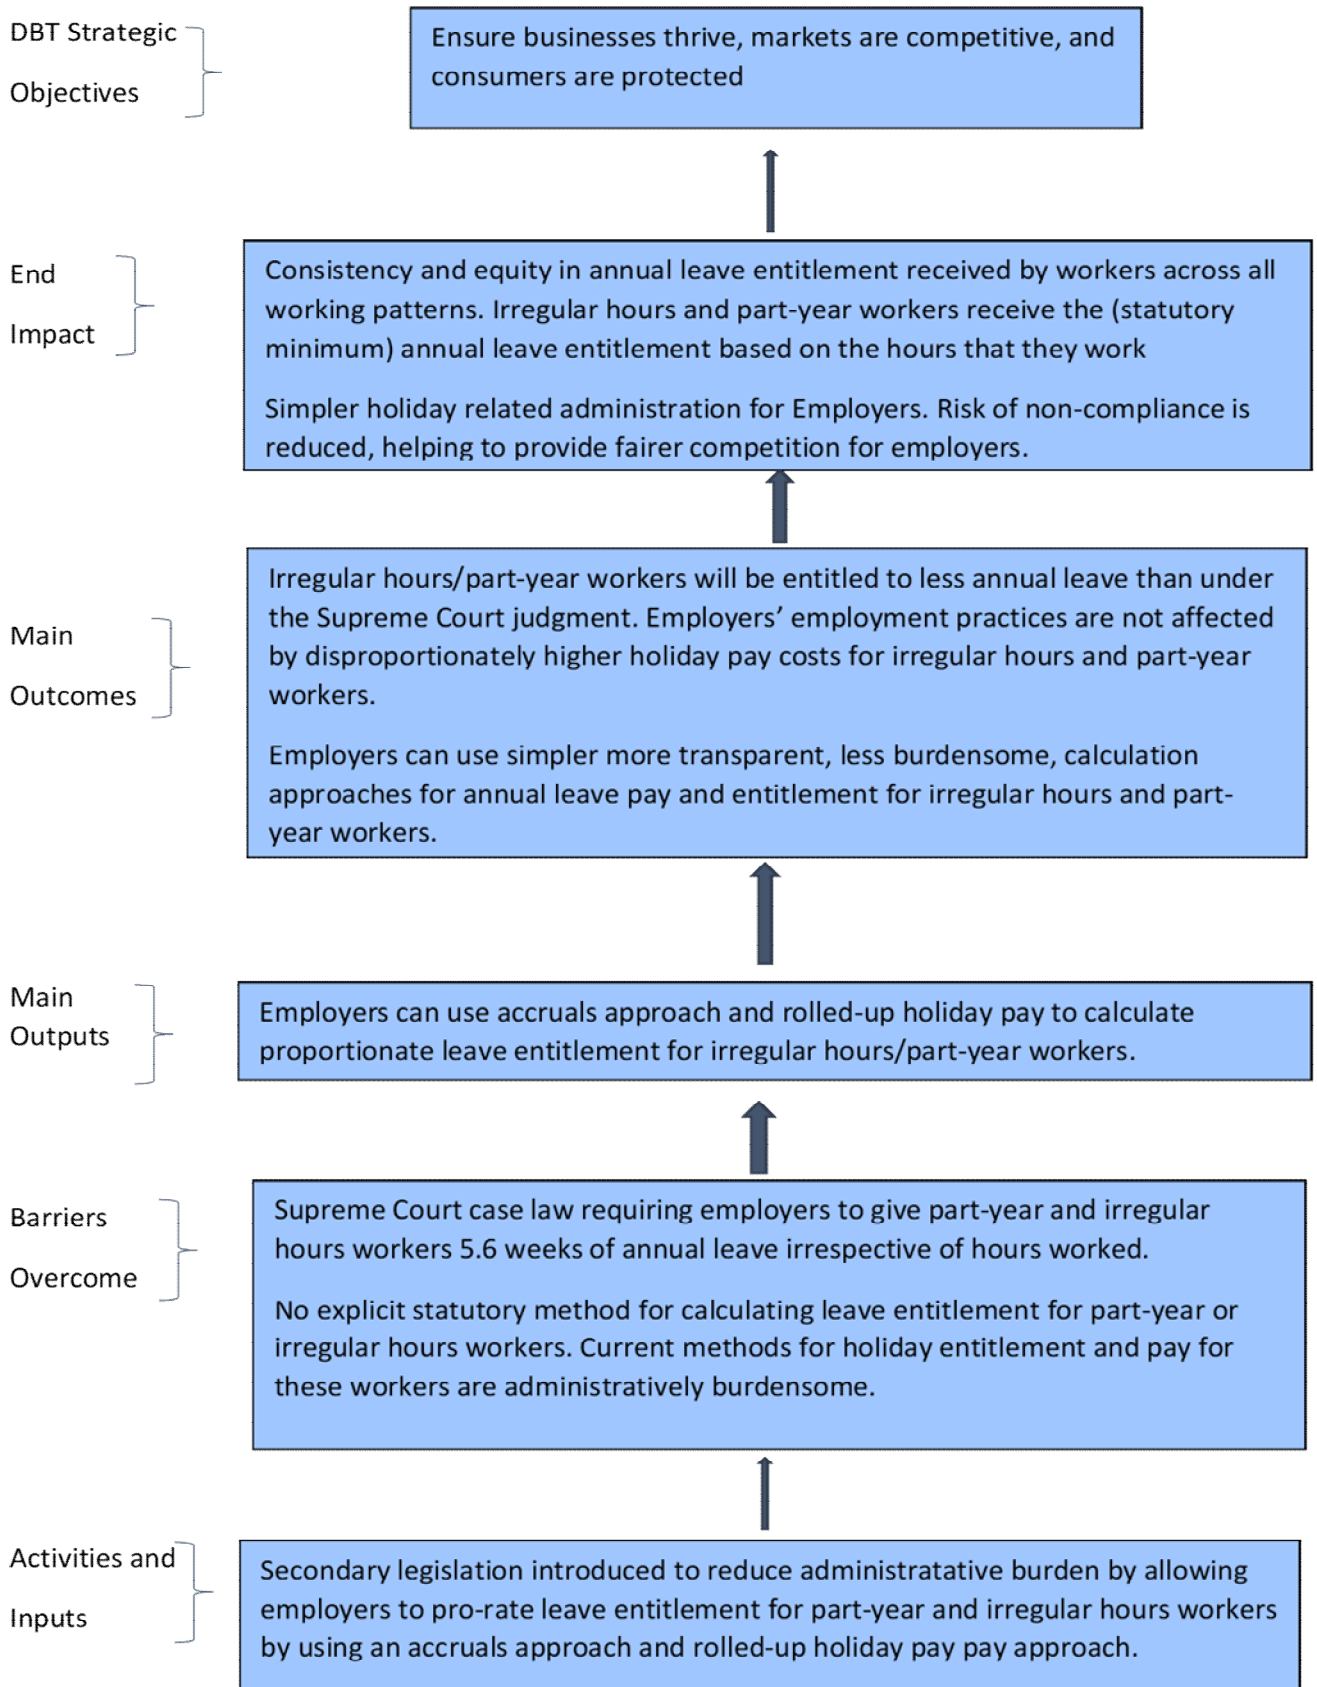 DBT Strategic
Objectives
Ensure businesses thrive, markets are competitive, and
consumers are protected
End
Impact
Consistency and equity in annual leave entitlement received by workers across all
working patterns. Irregular hours and part-year workers receive the (statutory
minimum) annual leave entitlement based on the hours that they work
Simpler holiday related administration for Employers. Risk of non-compliance is
reduced, helping to provide fairer competition for employers.
Main
Outcomes
Irregular hours/part-year workers will be entitled to less annual leave than under
the Supreme Court judgment. Employers’ employment practices are not affected
by disproportionately higher holiday pay costs for irregular hours and part-year
workers.
Employers can use simpler more transparent, less burdensome, calculation
approaches for annual leave pay and entitlement for irregular hours and part-
year workers.
Main
Outputs
Employers can use accruals approach and rolled-up holiday pay to calculate
proportionate leave entitlement for irregular hours/part-year workers.
Barriers
Overcome
Supreme Court case law requiring employers to give part-year and irregular
hours workers 5.6 weeks of annual leave irrespective of hours worked.
No explicit statutory method for calculating leave entitlement for part-year or
irregular hours workers. Current methods for holiday entitlement and pay for
these workers are administratively burdensome.
Activities and
Inputs
Secondary legislation introduced to reduce administratative burden by allowing
employers to pro-rate leave entitlement for part-year and irregular hours workers
by using an accruals approach and rolled-up holiday pay pay approach.